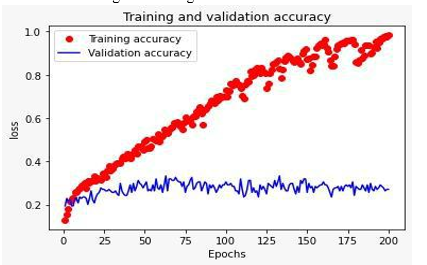 Training and validation accuracy
Training accuracy
Validation accuracy
loss
1.0
0.8
0.6
0.4
0.2
0 25 50 75 100 125 150 175 200
Epochs